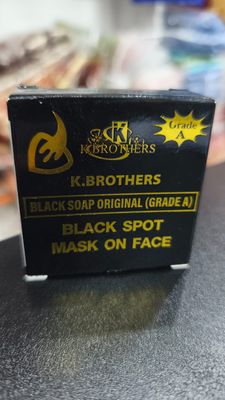 Grade
A
K
K.BROTHERS
K.BROTHERS
BLACK SOAP ORIGINAL (GRADE A)
BLACK SPOT
MASK ON FACE